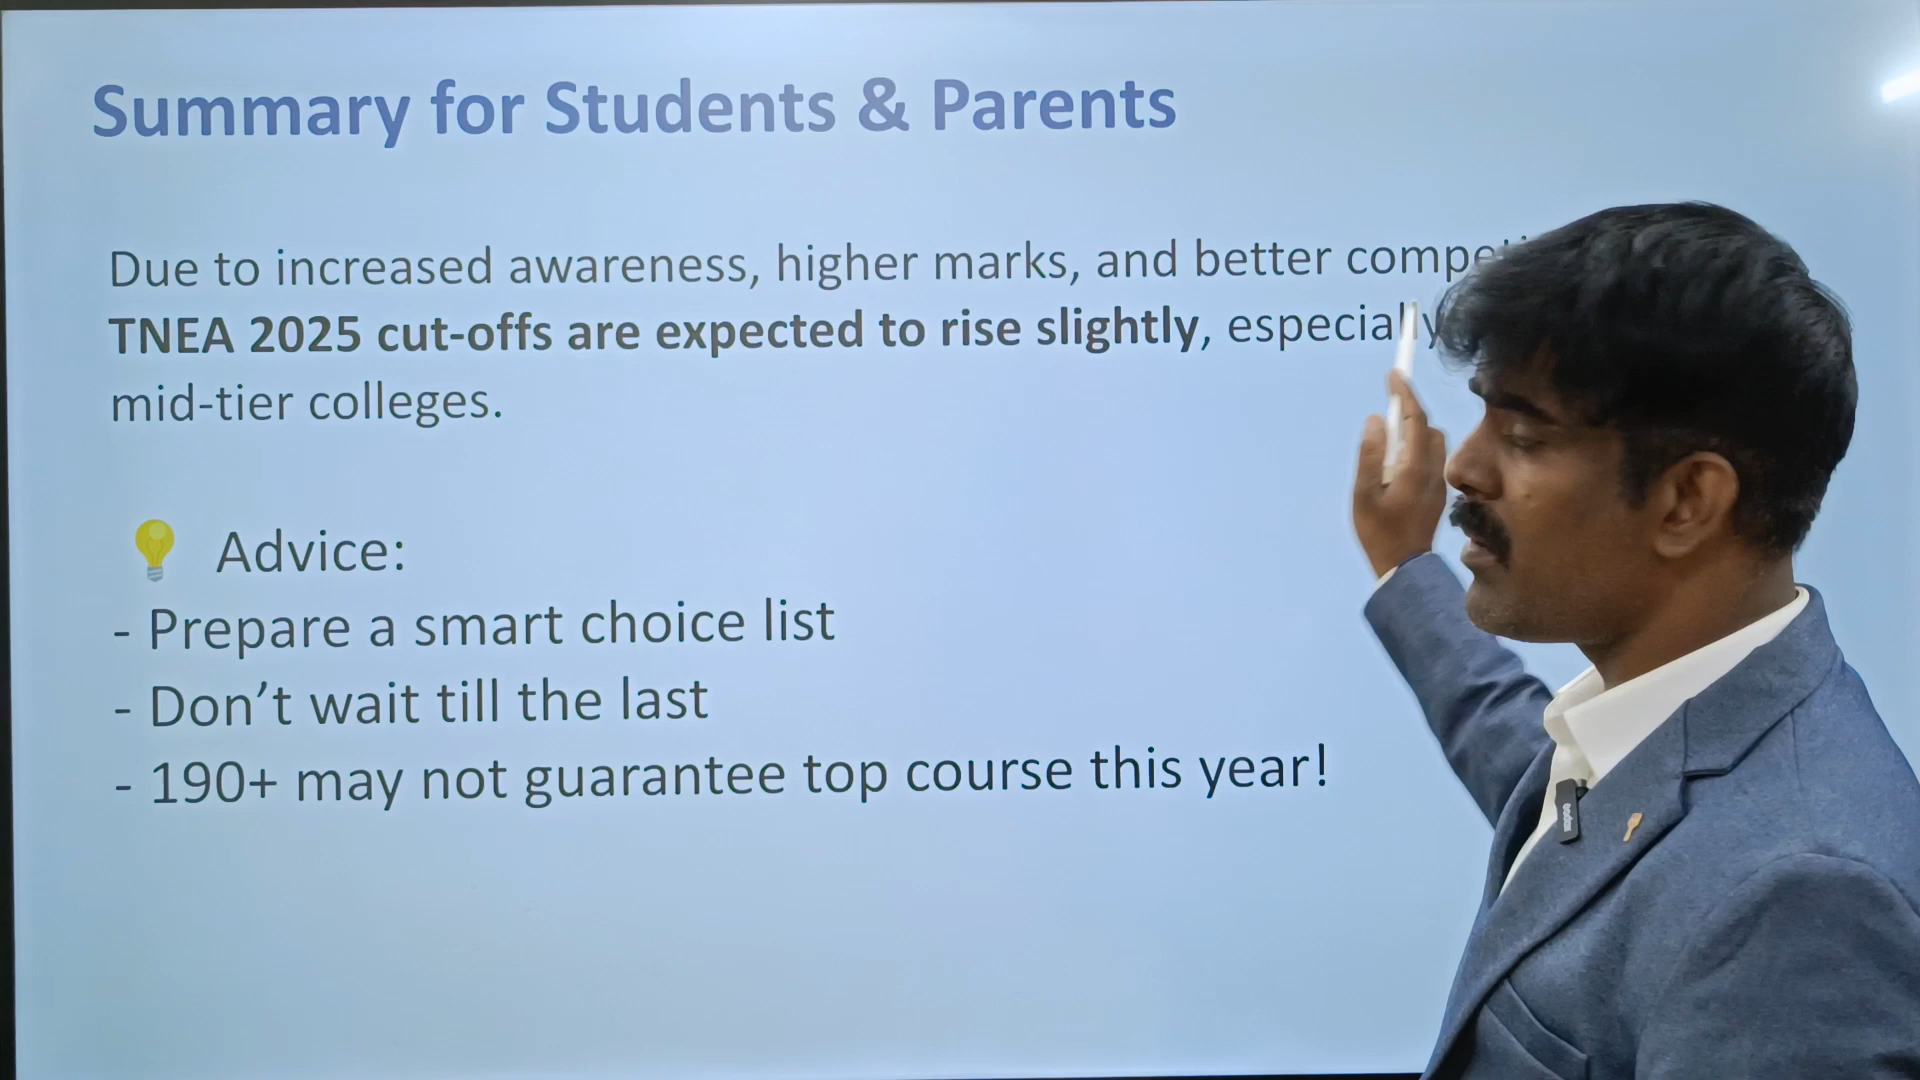 Summary for Students & Parents
Due to increased awareness, higher marks, and better
TNEA 2025 cut-offs are expected to rise slightly, especially
mid-tier colleges.
💡 Advice:
- Prepare a smart choice list
- Don’t wait till the last
- 190+ may not guarantee top course this year!